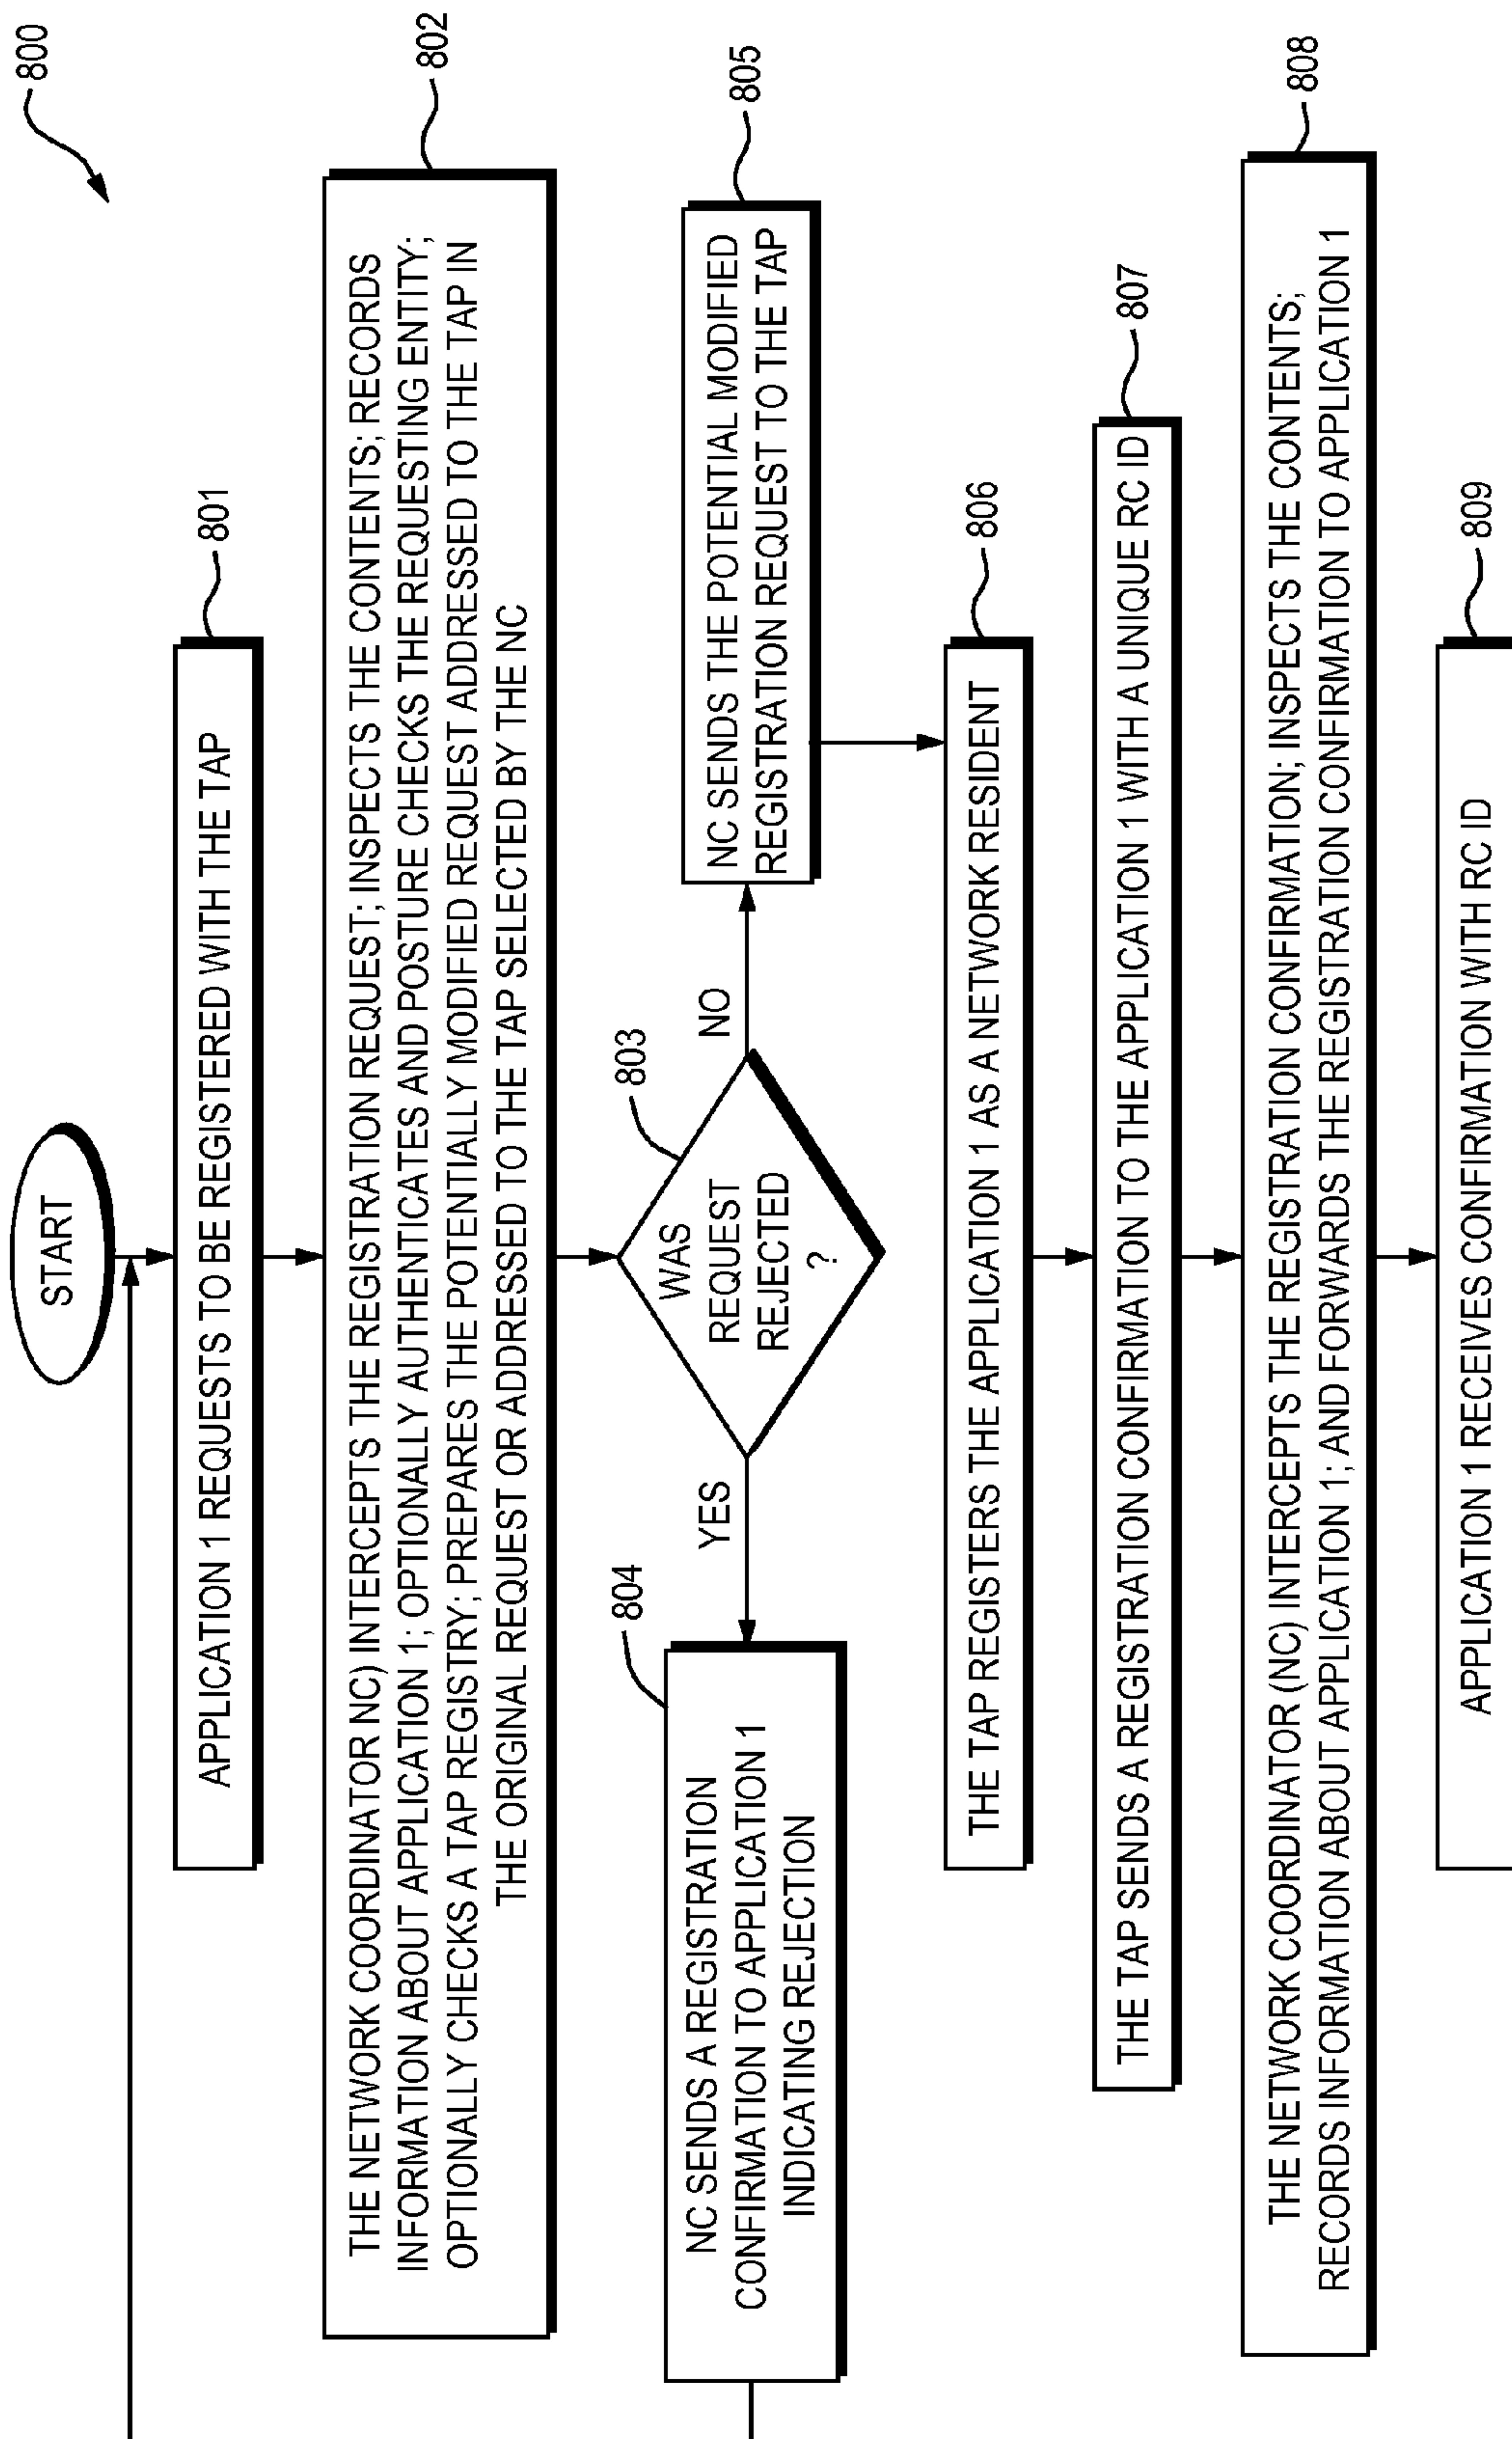 800
START
APPLICATION 1 REQUESTS TO BE REGISTERED WITH THE TAP
801
THE NETWORK COORDINATOR NC) INTERCEPTS THE REGISTRATION REQUEST; INSPECTS THE CONTENTS; RECORDS
INFORMATION ABOUT APPLICATION 1; OPTIONALLY AUTHENTICATES AND POSTURE CHECKS THE REQUESTING ENTITY;
OPTIONALLY CHECKS A TAP REGISTRY; PREPARES THE POTENTIALLY MODIFIED REQUEST ADDRESSED TO THE TAP IN
THE ORIGINAL REQUEST OR ADDRESSED TO THE TAP SELECTED BY THE NC
802
WAS
REQUEST
REJECTED
?
803
YES
NO
NC SENDS A REGISTRATION
CONFIRMATION TO APPLICATION 1
INDICATING REJECTION
804
NC SENDS THE POTENTIAL MODIFIED
REGISTRATION REQUEST TO THE TAP
805
THE TAP REGISTERS THE APPLICATION 1 AS A NETWORK RESIDENT
806
THE TAP SENDS A REGISTRATION CONFIRMATION TO THE APPLICATION 1 WITH A UNIQUE RC ID
807
THE NETWORK COORDINATOR (NC) INTERCEPTS THE REGISTRATION CONFIRMATION; INSPECTS THE CONTENTS;
RECORDS INFORMATION ABOUT APPLICATION 1; AND FORWARDS THE REGISTRATION CONFIRMATION TO APPLICATION 1
808
APPLICATION 1 RECEIVES CONFIRMATION WITH RC ID
809